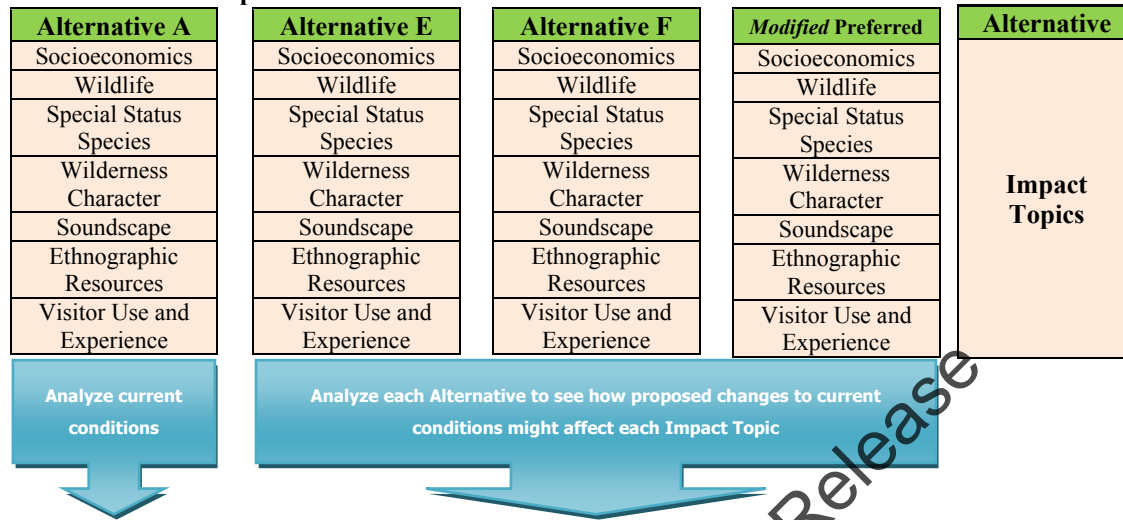 Alternative A
Socioeconomics
Wildlife
Special Status
Species
Wilderness
Character
Soundscape
Ethnographic
Resources
Visitor Use and
Experience
Analyze current
conditions
Alternative E
Socioeconomics
Wildlife
Special Status
Species
Wilderness
Character
Soundscape
Ethnographic
Resources
Visitor Use and
Experience
Alternative F
Socioeconomics
Wildlife
Special Status
Species
Wilderness
Character
Soundscape
Ethnographic
Resources
Visitor Use and
Experience
Modified Preferred
Socioeconomics
Wildlife
Special Status
Species
Wilderness
Character
Soundscape
Ethnographic
Resources
Visitor Use and
Experience
Analyze each Alternative to see how proposed changes to current
conditions might affect each Impact Topic
Alternative
Impact
Topics
Release